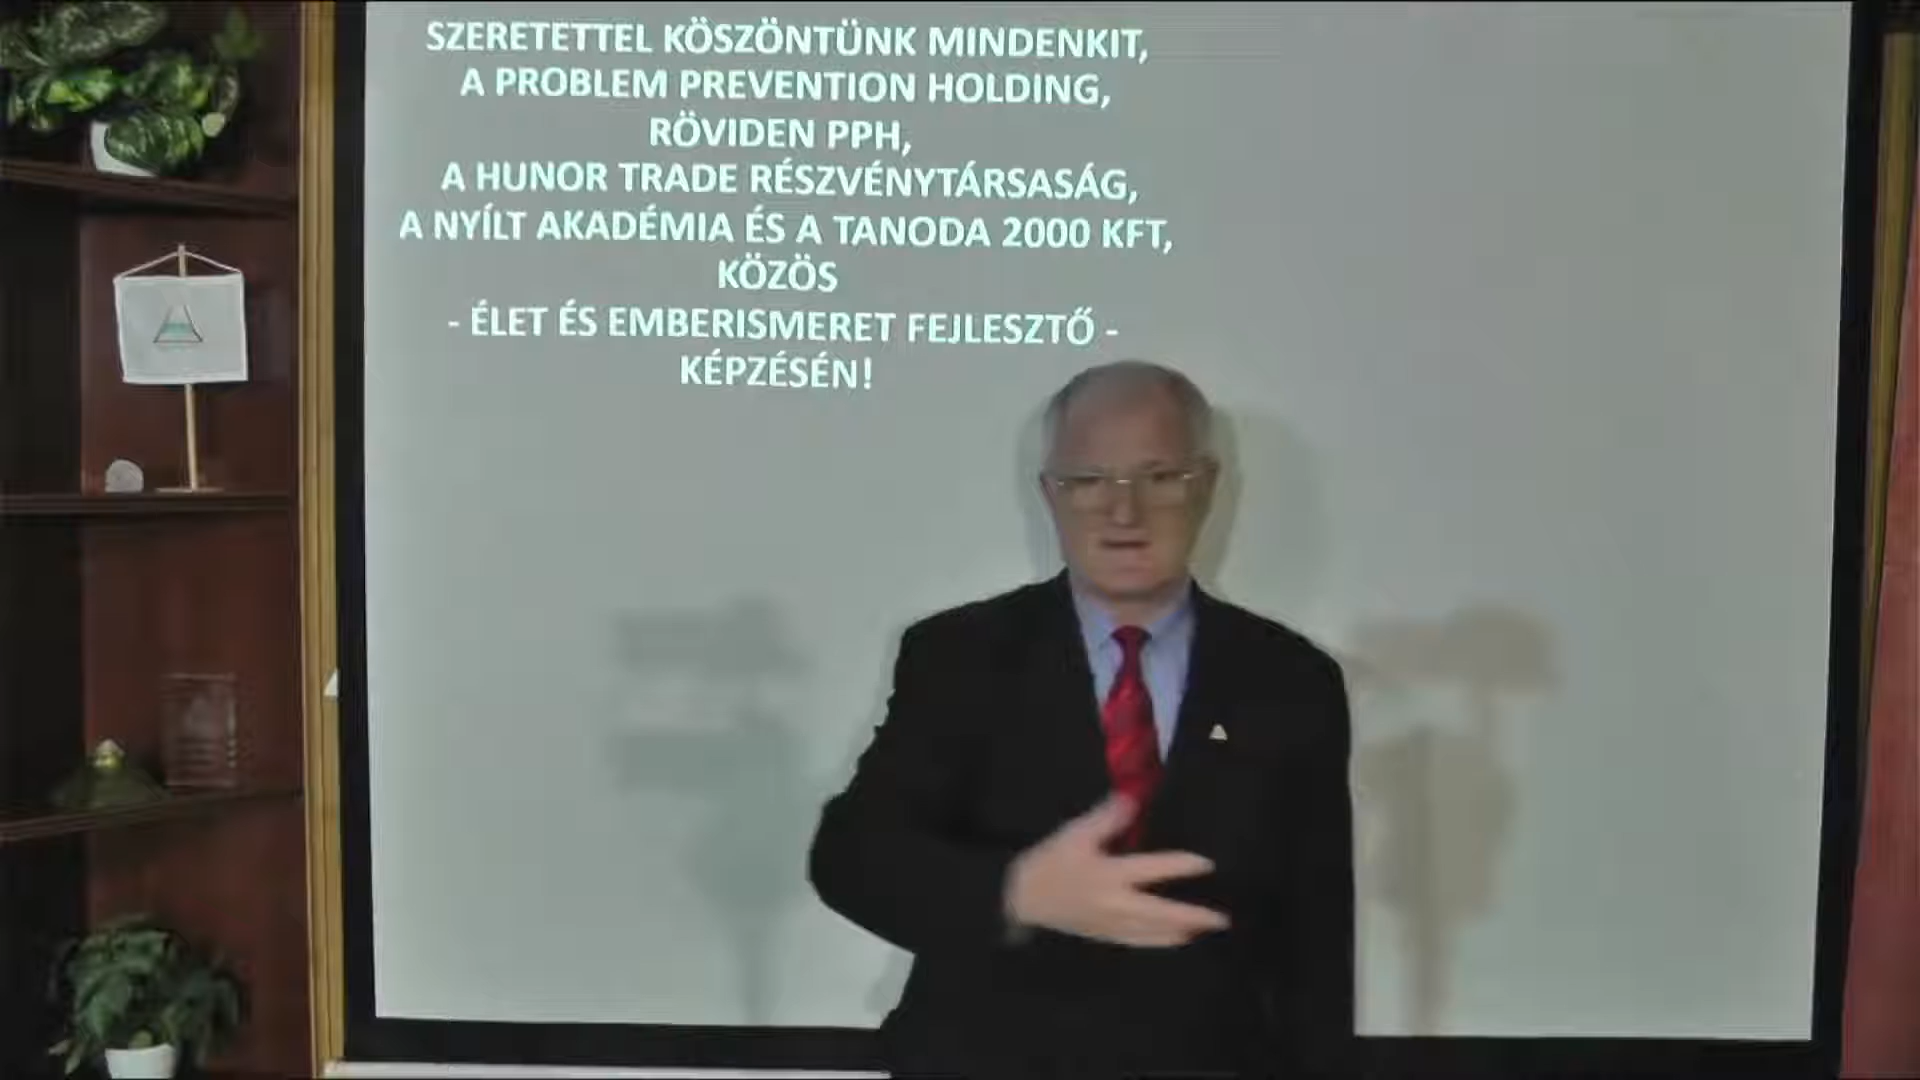 SZERETETTEL KÖSZÖNTÜNK MINDENKIT,
A PROBLEM PREVENTION HOLDING,
RÖVIDEN PPH,
A HUNOR TRADE RÉSZVÉNYTÁRSASÁG,
A NYÍLT AKADÉMIA ÉS A TANODA 2000 KFT,
KÖZÖS
- ÉLET ÉS EMBERISMERET FEJLESZTŐ -
KÉPZÉSÉN!